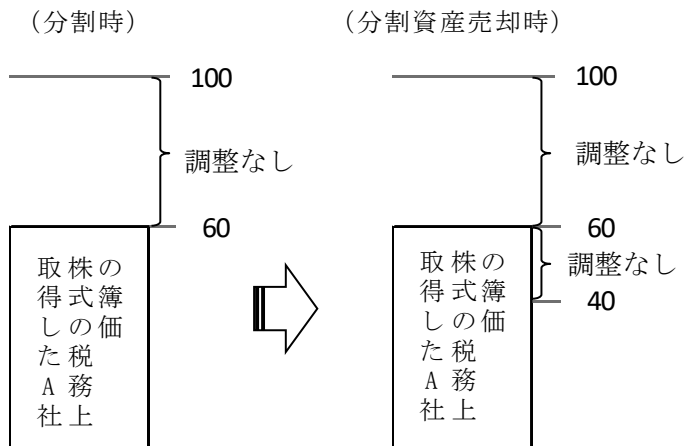 （分割時）
100
調整なし
60
取得したA社
株式の税務上
の簿価
（分割資産売却時）
100
調整なし
60
調整なし
40
取得したA社
株式の税務上
の簿価